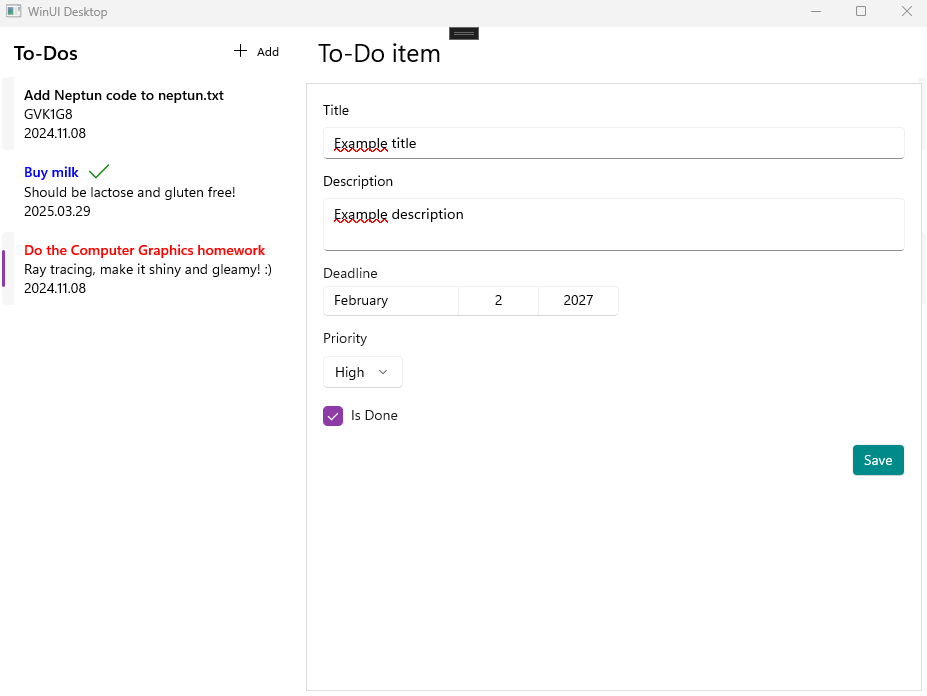 WinUI Desktop
To-Dos
Add
Add Neptun code to neptun.txt
GVK1G8
2024.11.08
Buy milk
Should be lactose and gluten free!
2025.03.29
Do the Computer Graphics homework
Ray tracing, make it shiny and gleamy! :)
2024.11.08
To-Do item
Title
Example title
Description
Example description
Deadline
February 2 2027
Priority
High
Is Done
Save